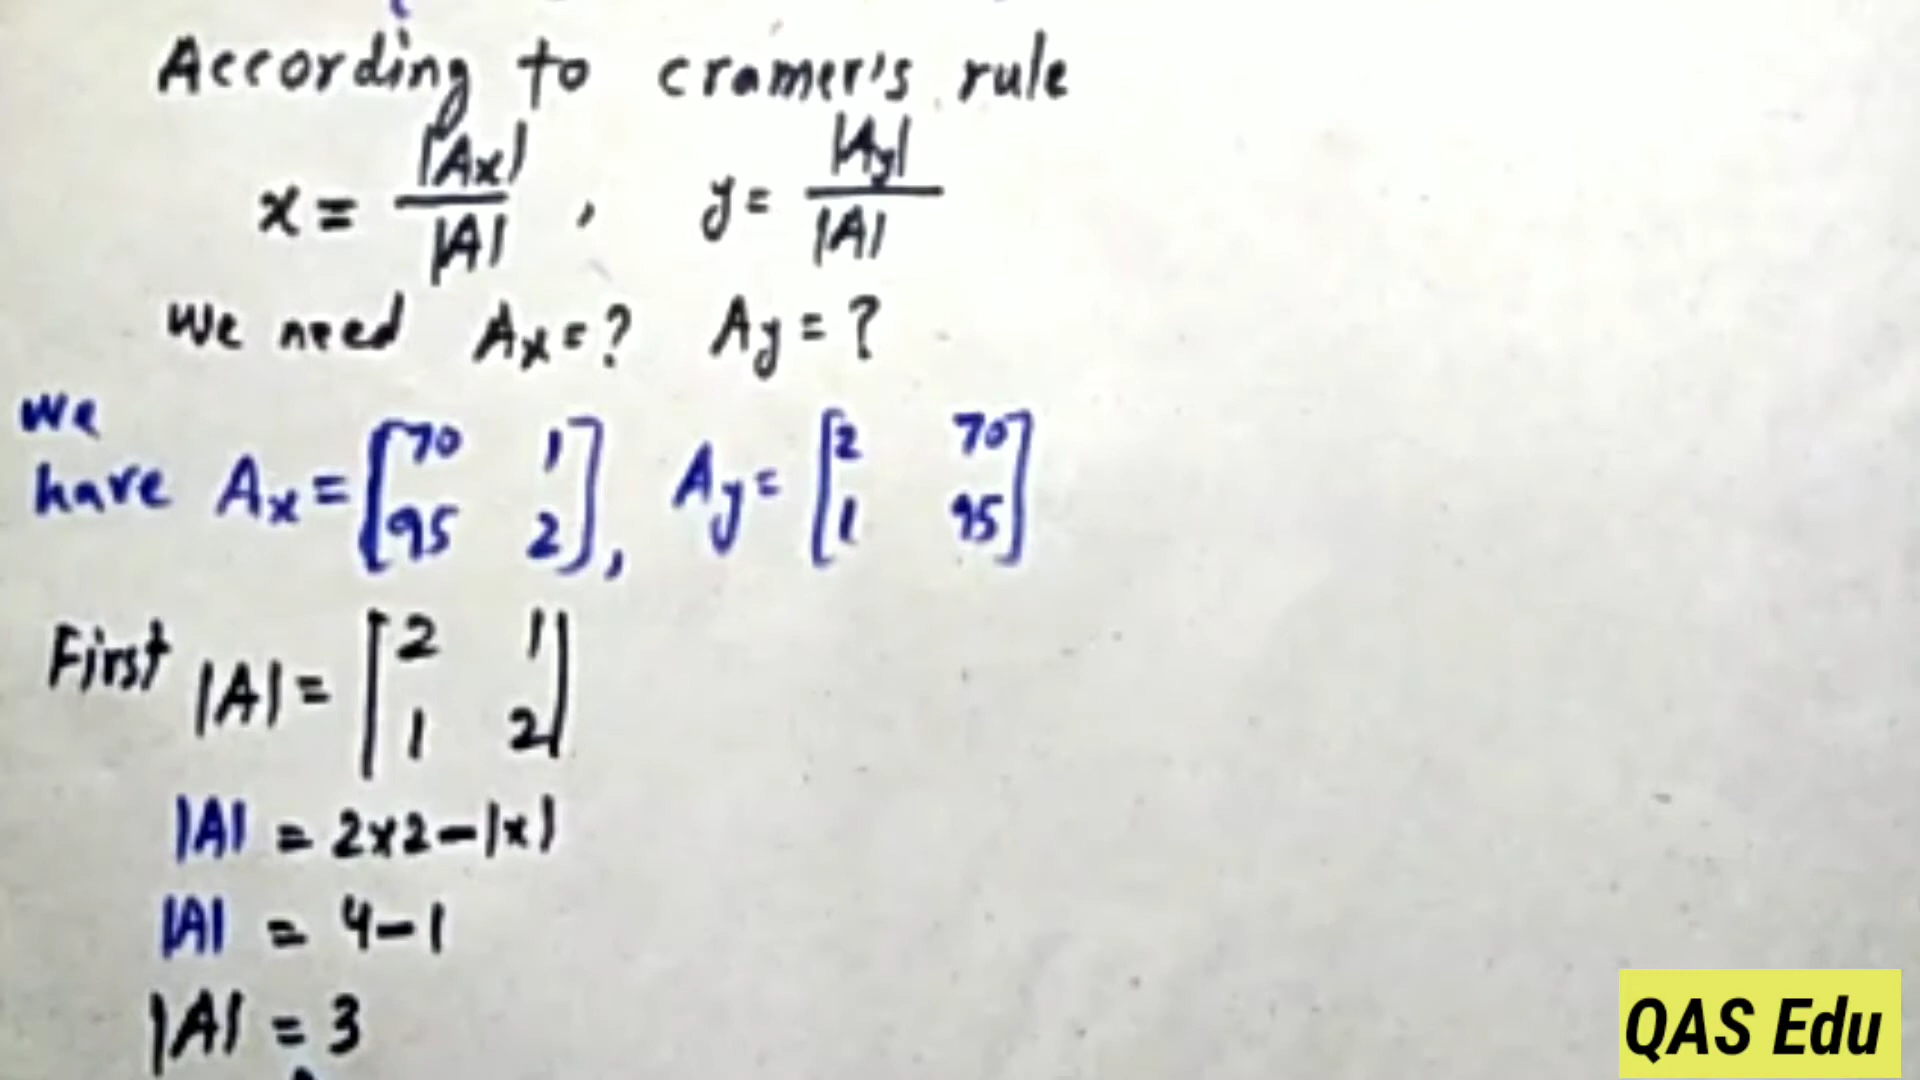 According to cramer's rule
x = |Ax| / |A| , y = |Ay| / |A|
we need Ax = ? Ay = ?
we
have Ax = [70 1; 95 2], Ay = [2 70; 1 95]
First |A| = |2 1; 1 2|
|A| = 2x2-1x1
|A| = 4-1
|A| = 3
QAS Edu